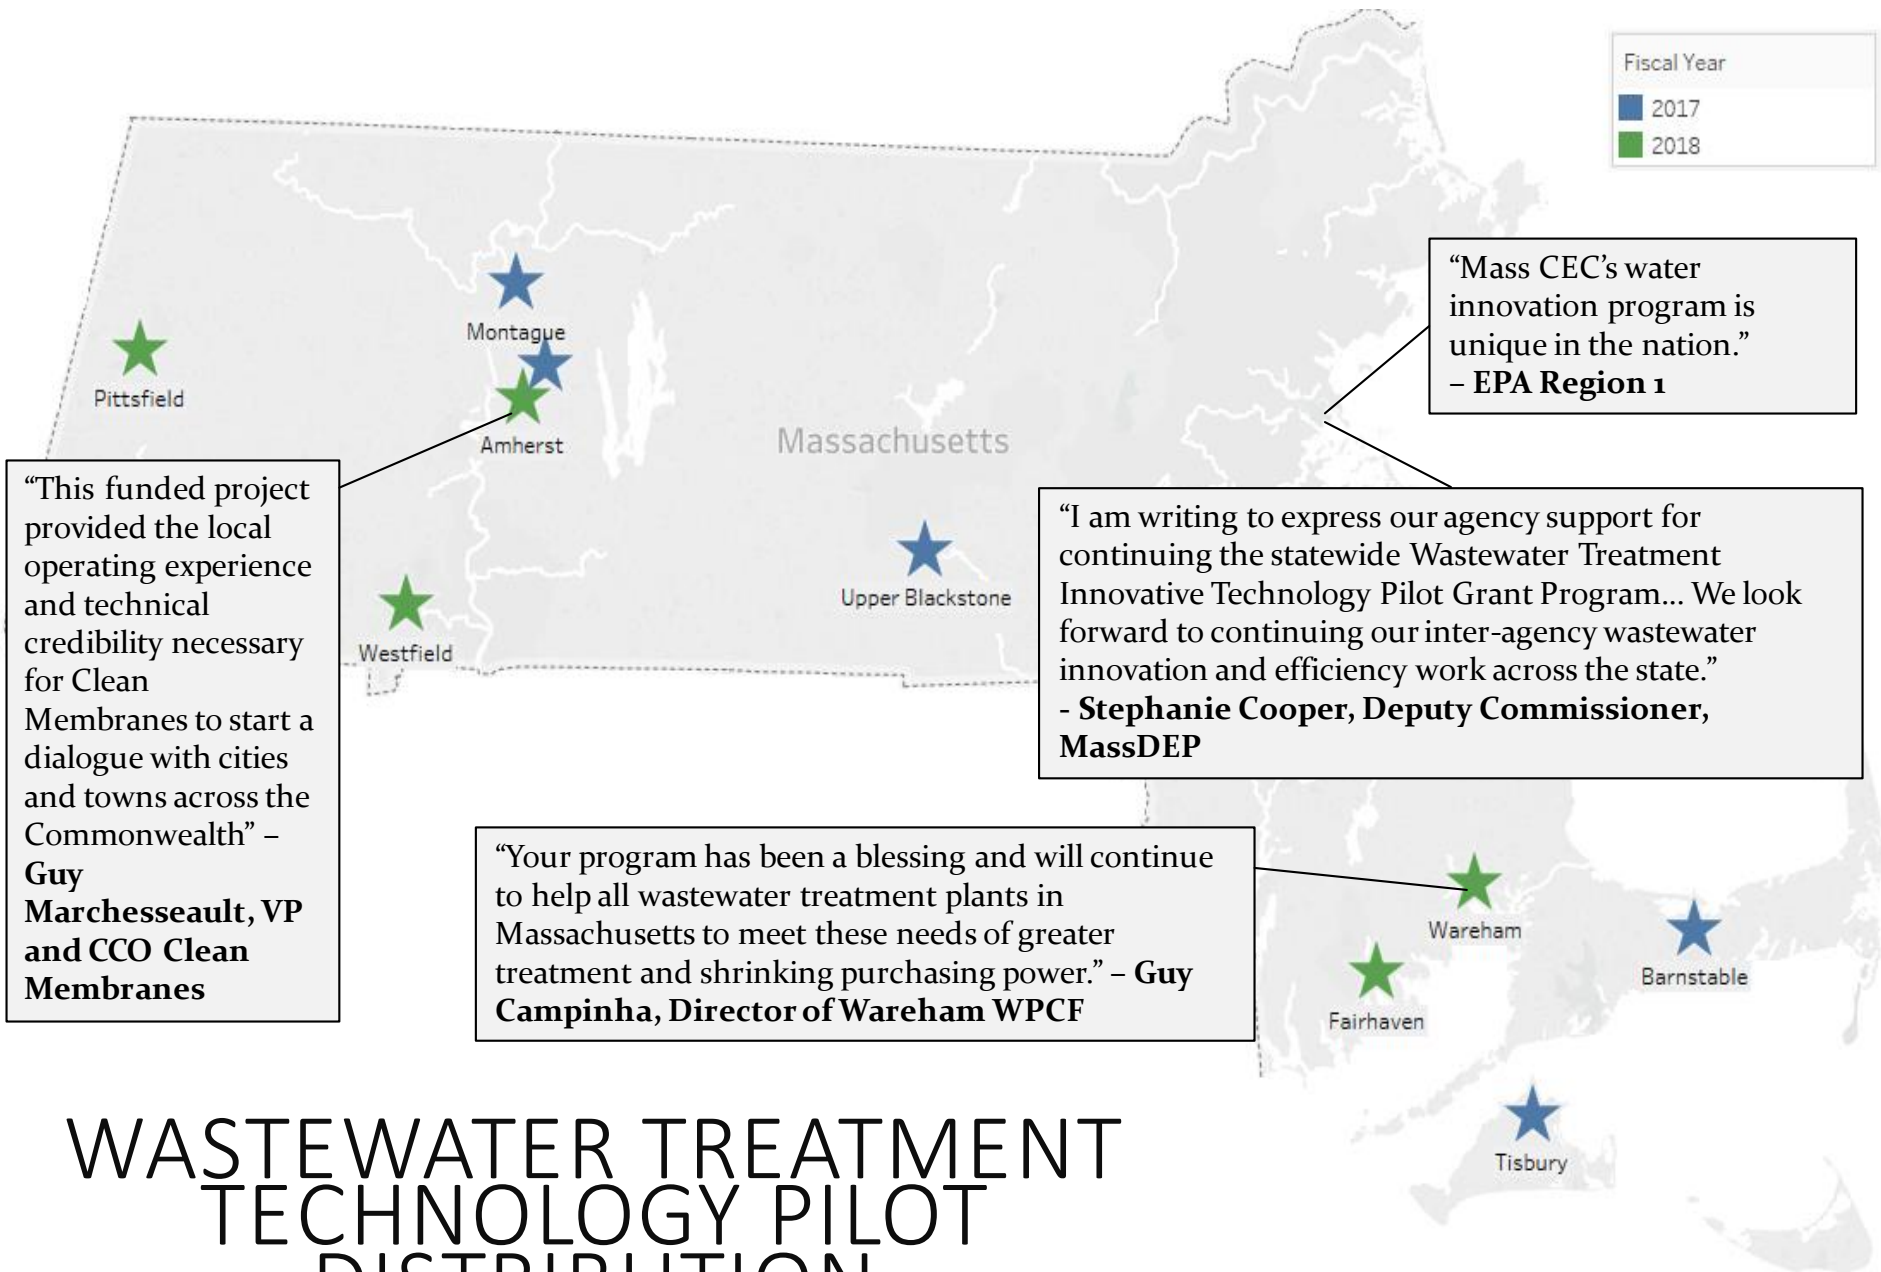 Fiscal Year
2017
2018
“Mass CEC’s water
innovation program is
unique in the nation.”
– EPA Region 1
Montague
Pittsfield
Amherst
Massachusetts
“This funded project
provided the local
operating experience
and technical
credibility necessary
for Clean
Membranes to start a
dialogue with cities
and towns across the
Commonwealth” –
Guy
Marchesseault, VP
and CCO Clean
Membranes
“I am writing to express our agency support for
continuing the statewide Wastewater Treatment
Innovative Technology Pilot Grant Program... We look
forward to continuing our inter-agency wastewater
innovation and efficiency work across the state.”
- Stephanie Cooper, Deputy Commissioner,
MassDEP
Upper Blackstone
Westfield
“Your program has been a blessing and will continue
to help all wastewater treatment plants in
Massachusetts to meet these needs of greater
treatment and shrinking purchasing power.” – Guy
Campinha, Director of Wareham WPCF
Wareham
Barnstable
Fairhaven
Tisbury
WASTEWATER TREATMENT
TECHNOLOGY PILOT
DISTRIBUTION